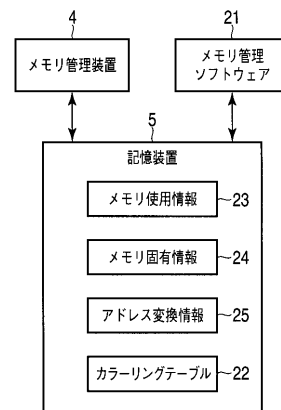 4
21
メモリ管理装置
メモリ管理
ソフトウェア
5
記憶装置
メモリ使用情報
23
メモリ固有情報
24
アドレス変換情報
25
カラーリングテーブル
22